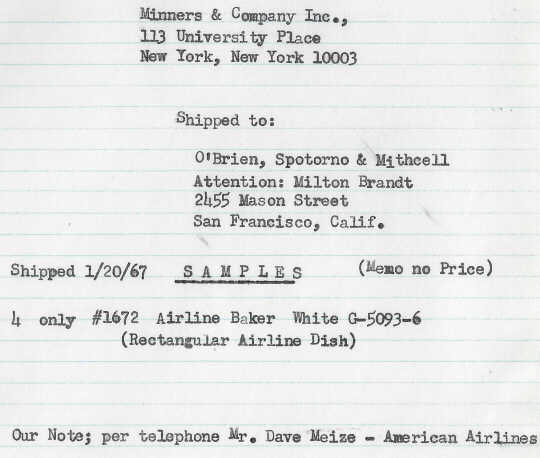 Minners & Company Inc.,
113 University Place
New York, New York 10003
Shipped to:
O'Brien, Spotorno & Mithcell
Attention: Milton Brandt
2455 Mason Street
San Francisco, Calif.
Shipped 1/20/67 S A M P L E S (Memo no Price)
4 only #1672 Airline Baker White G-5093-6
(Rectangular Airline Dish)
Our Note; per telephone Mr. Dave Meize - American Airlines